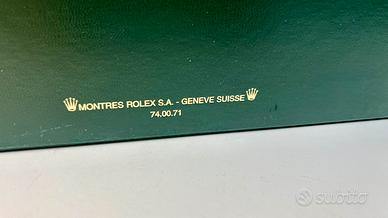 MONTRES ROLEX S.A. - GENEVE SUISSE
74.00.71
subito